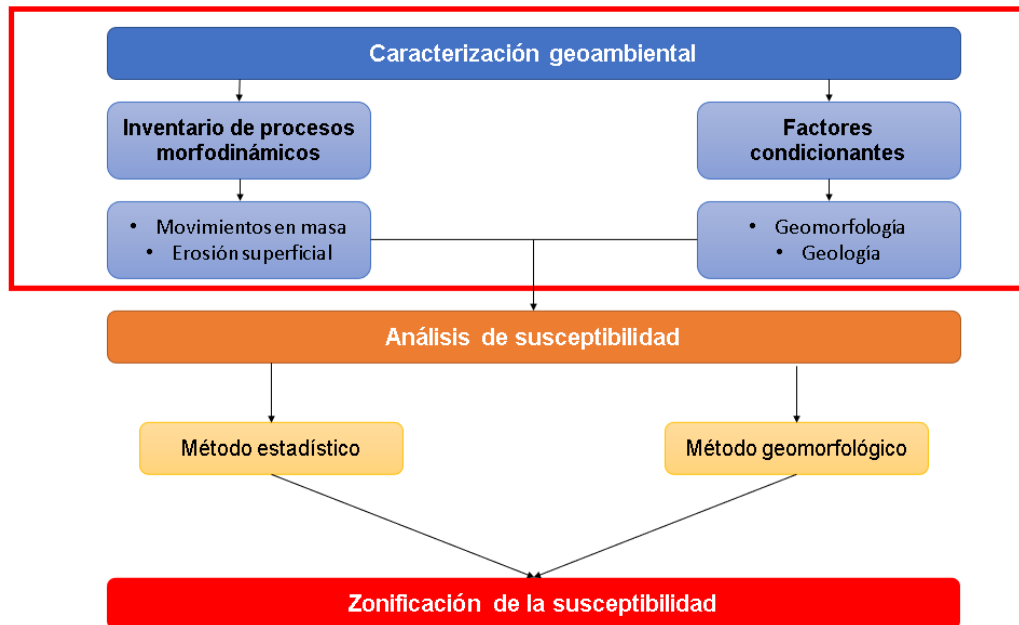 Caracterización geoambiental
Inventario de procesos
morfodinámicos
Factores
condicionantes
• Movimientos en masa
• Erosión superficial
• Geomorfología
• Geología
Análisis de susceptibilidad
Método estadístico
Método geomorfológico
Zonificación de la susceptibilidad